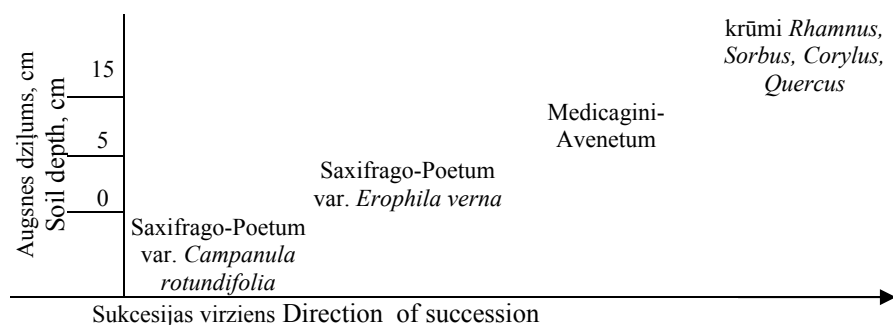 Augsnes dziļums, cm
Soil depth, cm
15
5
0
krūmi Rhamnus,
Sorbus, Corylus,
Quercus
Medicagini-
Avenetum
Saxifrago-Poetum
var. Erophila verna
Saxifrago-Poetum
var. Campanula
rotundifolia
Sukcesijas virziens Direction of succession